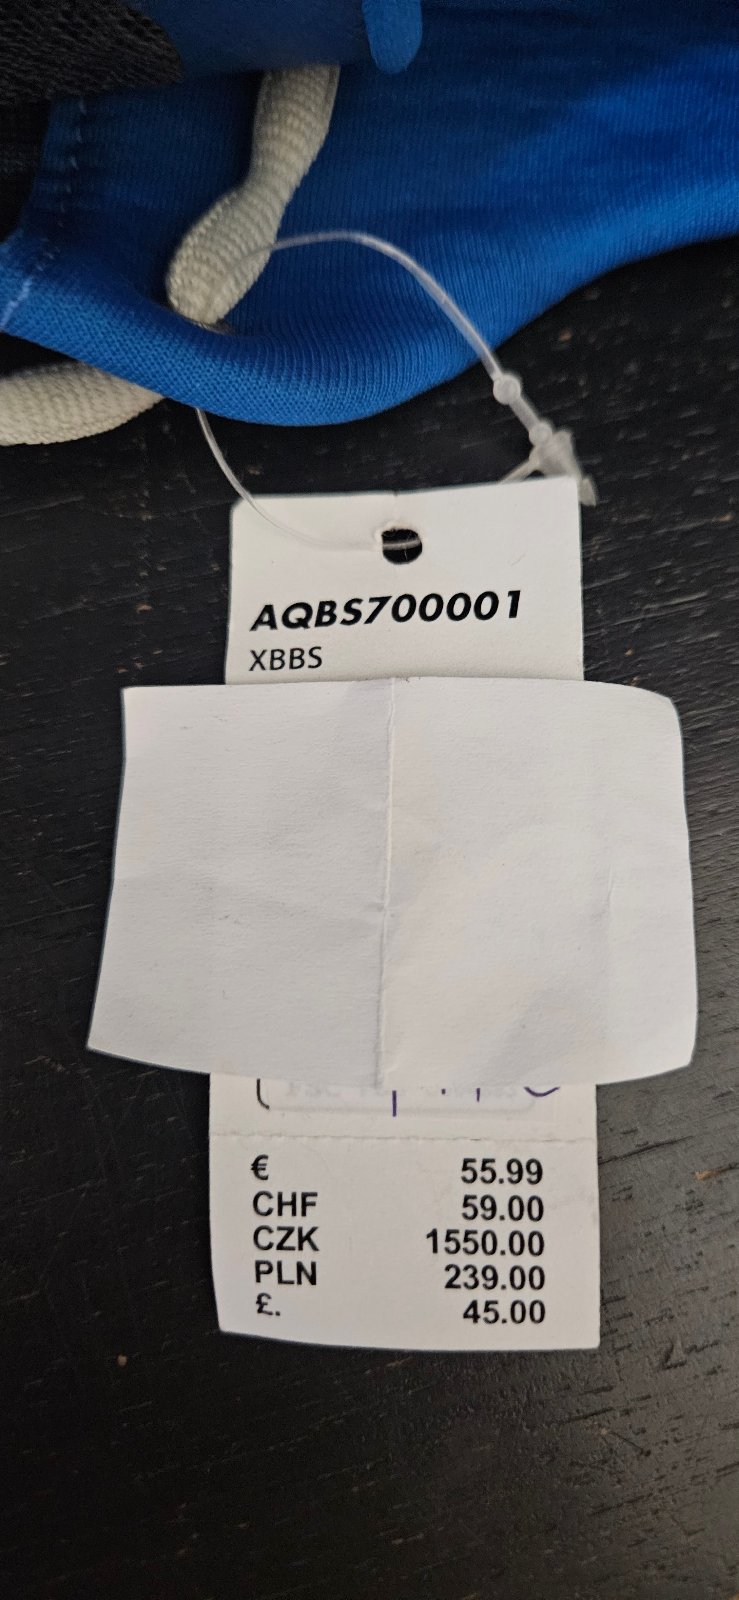 AQBS700001
XBBS
€ 55.99
CHF 59.00
CZK 1550.00
PLN 239.00
£. 45.00